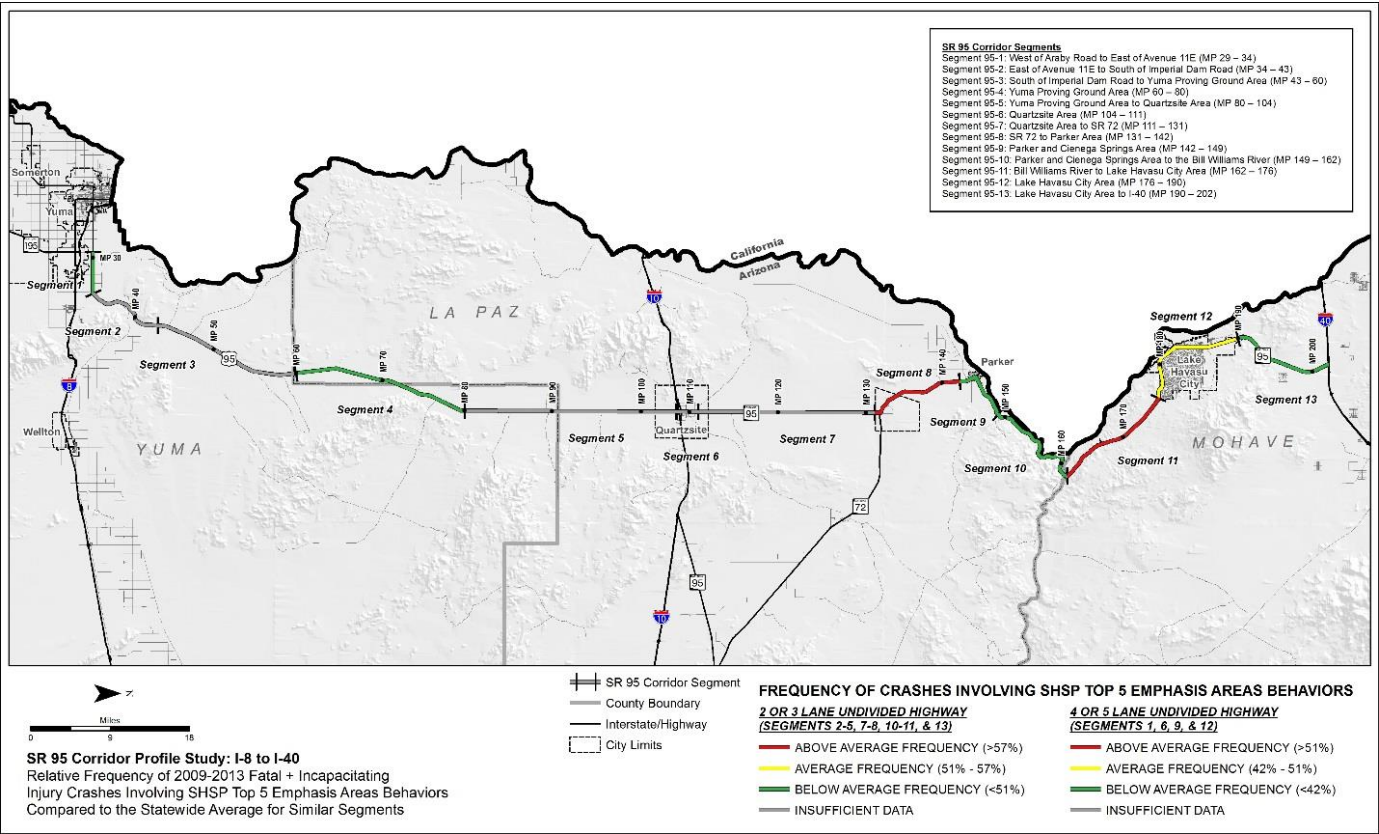 SR 95 Corridor Segments
Segment 95-1: West of Araby Road to East of Avenue 11E (MP 29 – 34)
Segment 95-2: East of Avenue 11E to South of Imperial Dam Road (MP 34 – 43)
Segment 95-3: South of Imperial Dam Road to Yuma Proving Ground Area (MP 43 – 60)
Segment 95-4: Yuma Proving Ground Area (MP 60 – 80)
Segment 95-5: Yuma Proving Ground Area to Quartzsite Area (MP 80 – 104)
Segment 95-6: Quartzsite Area (MP 104 – 111)
Segment 95-7: Quartzsite Area to SR 72 (MP 111 – 131)
Segment 95-8: SR 72 to Parker Area (MP 131 – 142)
Segment 95-9: Parker and Cienega Springs Area (MP 142 – 149)
Segment 95-10: Parker and Cienega Springs Area to the Bill Williams River (MP 149 – 162)
Segment 95-11: Bill Williams River to Lake Havasu City Area (MP 162 – 176)
Segment 95-12: Lake Havasu City Area (MP 176 – 190)
Segment 95-13: Lake Havasu City Area to I-40 (MP 190 – 202)
Somerton
Yuma
195
MP 30
Segment 1
MP 40
Segment 2
MP 50
Segment 3
95
MP 60
MP 70
Segment 4
MP 80
LA PAZ
8
Wellton
YUMA
California
Arizona
10
MP 90
MP 100
MP 110
Quartzsite
Segment 5
Segment 6
95
MP 120
Segment 7
MP 130
Segment 8
MP 140
Parker
Segment 9
MP 150
Segment 10
MP 160
72
95
10
MP 170
Segment 11
MP 180
Segment 12
Lake
Havasu
City
MP 190
95
MP 200
40
Segment 13
MOHAVE
N
Miles
0
9
18
SR 95 Corridor Profile Study: I-8 to I-40
Relative Frequency of 2009-2013 Fatal + Incapacitating
Injury Crashes Involving SHSP Top 5 Emphasis Areas Behaviors
Compared to the Statewide Average for Similar Segments
SR 95 Corridor Segment
County Boundary
Interstate/Highway
City Limits
FREQUENCY OF CRASHES INVOLVING SHSP TOP 5 EMPHASIS AREAS BEHAVIORS
2 OR 3 LANE UNDIVIDED HIGHWAY
(SEGMENTS 2-5, 7-8, 10-11, & 13)
ABOVE AVERAGE FREQUENCY (>57%)
AVERAGE FREQUENCY (51% - 57%)
BELOW AVERAGE FREQUENCY (<51%)
INSUFFICIENT DATA
4 OR 5 LANE UNDIVIDED HIGHWAY
(SEGMENTS 1, 6, 9, & 12)
ABOVE AVERAGE FREQUENCY (>51%)
AVERAGE FREQUENCY (42% - 51%)
BELOW AVERAGE FREQUENCY (<42%)
INSUFFICIENT DATA